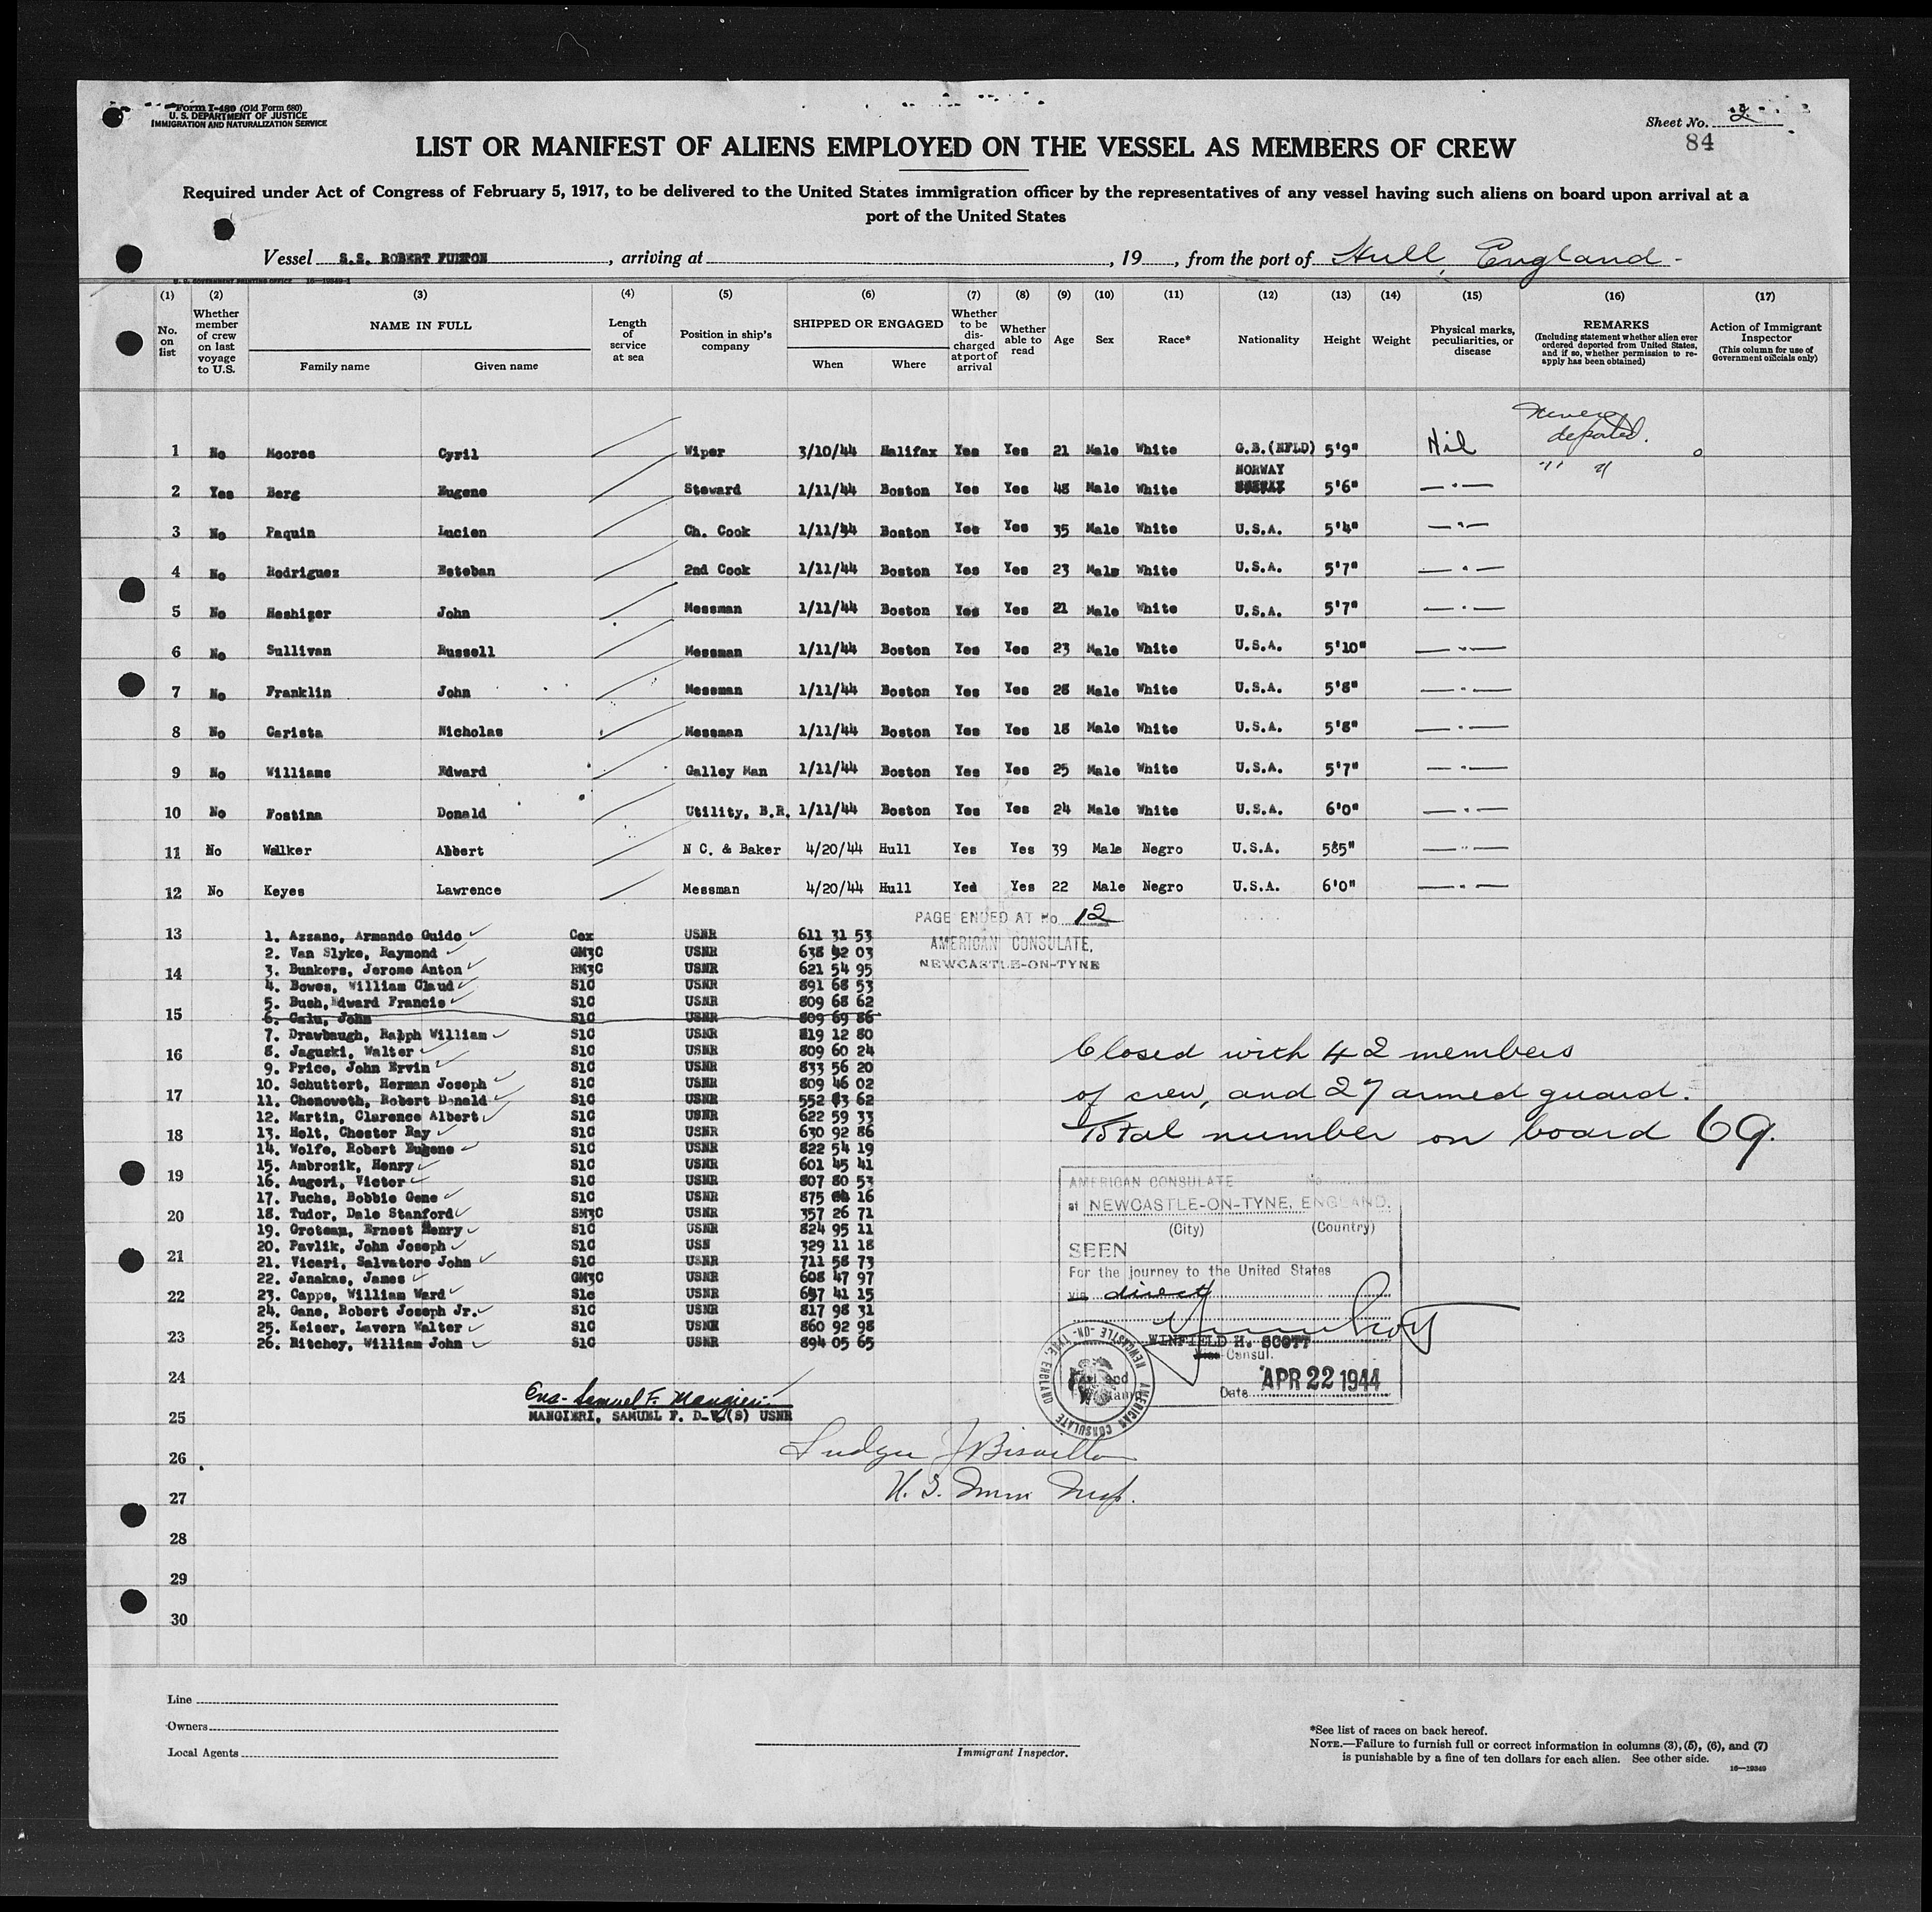 Form I-480 (Old Form 680)
U. S. DEPARTMENT OF JUSTICE
IMMIGRATION AND NATURALIZATION SERVICE
Sheet No. 2
84
LIST OR MANIFEST OF ALIENS EMPLOYED ON THE VESSEL AS MEMBERS OF CREW
Required under Act of Congress of February 5, 1917, to be delivered to the United States immigration officer by the representatives of any vessel having such aliens on board upon arrival at a
port of the United States
Vessel S.S. ROBERT FULTON, arriving at , 19 , from the port of Hull, England-
U. S. GOVERNMENT PRINTING OFFICE 16—19349-1
(1) (2) (3) (4) (5) (6) (7) (8) (9) (10) (11) (12) (13) (14) (15) (16) (17)
No. on list
Whether member of crew on last voyage to U.S.
NAME IN FULL
Family name Given name
Length of service at sea
Position in ship's company
SHIPPED OR ENGAGED
When Where
Whether to be discharged at port of arrival
Whether able to read
Age
Sex
Race*
Nationality
Height
Weight
Physical marks, peculiarities, or disease
REMARKS
(Including statement whether alien ever ordered deported from United States, and if so, whether permission to reapply has been obtained)
Action of Immigrant Inspector
(This column for use of Government officials only)
Never
deported.
1 No Moores Cyril Wiper 3/10/44 Halifax Yes Yes 21 Male White G.B.(NFLD) 5'9" Nil
NORWAY " "
2 Yes Berg Eugene Steward 1/11/44 Boston Yes Yes 48 Male White 5'6" — " —
3 No Paquin Lucien Ch. Cook 1/11/44 Boston Yes Yes 35 Male White U.S.A. 5'4" — " —
4 No Rodriguez Esteban 2nd Cook 1/11/44 Boston Yes Yes 23 Male White U.S.A. 5'7" — " —
5 No Heshiger John Messman 1/11/44 Boston Yes Yes 21 Male White U.S.A. 5'7" — " —
6 No Sullivan Russell Messman 1/11/44 Boston Yes Yes 23 Male White U.S.A. 5'10" — " —
7 No Franklin John Messman 1/11/44 Boston Yes Yes 28 Male White U.S.A. 5'8" — " —
8 No Carista Nicholas Messman 1/11/44 Boston Yes Yes 18 Male White U.S.A. 5'8" — " —
9 No Williams Edward Galley Man 1/11/44 Boston Yes Yes 25 Male White U.S.A. 5'7" — " —
10 No Fostina Donald Utility, B.R. 1/11/44 Boston Yes Yes 24 Male White U.S.A. 6'0" — " —
11 No Walker Albert N C. & Baker 4/20/44 Hull Yes Yes 39 Male Negro U.S.A. 585" — " —
12 No Keyes Lawrence Messman 4/20/44 Hull Yed Yes 22 Male Negro U.S.A. 6'0" — " —
PAGE ENDED AT No. 12
AMERICAN CONSULATE,
NEWCASTLE-ON-TYNE
13
14
15
16
17
18
19
20
21
22
23
24
25
26
27
28
29
30
1. Azzano, Armando Guido Cox USNR 611 31 53
2. Van Slyke, Raymond GM3C USNR 638 92 03
3. Bunkers, Jerome Anton RM3C USNR 621 54 95
4. Bowes, William Claud S1C USNR 891 68 53
5. Bush, Edward Francis S1C USNR 809 68 62
6. Calu, John S1C USNR 809 69 86
7. Drawbaugh, Ralph William S1C USNR 819 12 80
8. Jaguski, Walter S1C USNR 809 60 24
9. Price, John Ervin S1C USNR 833 56 20
10. Schuttert, Herman Joseph S1C USNR 809 46 02
11. Chenoweth, Robert Donald S1C USNR 552 63 62
12. Martin, Clarence Albert S1C USNR 622 59 33
13. Holt, Chester Ray S1C USNR 630 92 86
14. Wolfe, Robert Eugene S1C USNR 822 54 19
15. Ambrozik, Henry S1C USNR 601 45 41
16. Augeri, Victor S1C USNR 807 80 53
17. Fuchs, Bobbie Gene S1C USNR 875 16
18. Tudor, Dale Stanford SM3C USNR 357 26 71
19. Groteau, Ernest Henry S1C USNR 824 95 11
20. Pavlik, John Joseph S1C USN 329 11 18
21. Vicari, Salvatore John S1C USNR 711 58 73
22. Janakas, James GM3C USNR 608 47 97
23. Capps, William Ward S1c USNR 657 41 15
24. Gane, Robert Joseph Jr. S1C USNR 817 98 31
25. Keiser, Lavern Walter S1C USNR 860 92 98
26. Ritchey, William John S1C USNR 894 05 65
Closed with 42 members
of crew, and 27 armed guard.
Total number on board 69.
AMERICAN CONSULATE No.
at NEWCASTLE-ON-TYNE, ENGLAND.
(City) (Country)
SEEN
For the journey to the United States
via direct
WINFIELD H. SCOTT
Vice Consul.
Date APR 22 1944
AMERICAN CONSULATE NEWCASTLE-ON-TYNE, ENGLAND
Ens. Samuel F. Mangieri
MANGIERI, SAMUEL F. D-V(S) USNR
U. S. Imm Insp.
Line
Owners
Local Agents
Immigrant Inspector.
*See list of races on back hereof.
NOTE.—Failure to furnish full or correct information in columns (3), (5), (6), and (7)
is punishable by a fine of ten dollars for each alien. See other side.
16—19349